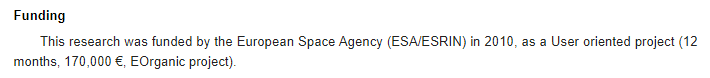 Funding
This research was funded by the European Space Agency (ESA/ESRIN) in 2010, as a User oriented project (12
months, 170,000 €, EOrganic project).